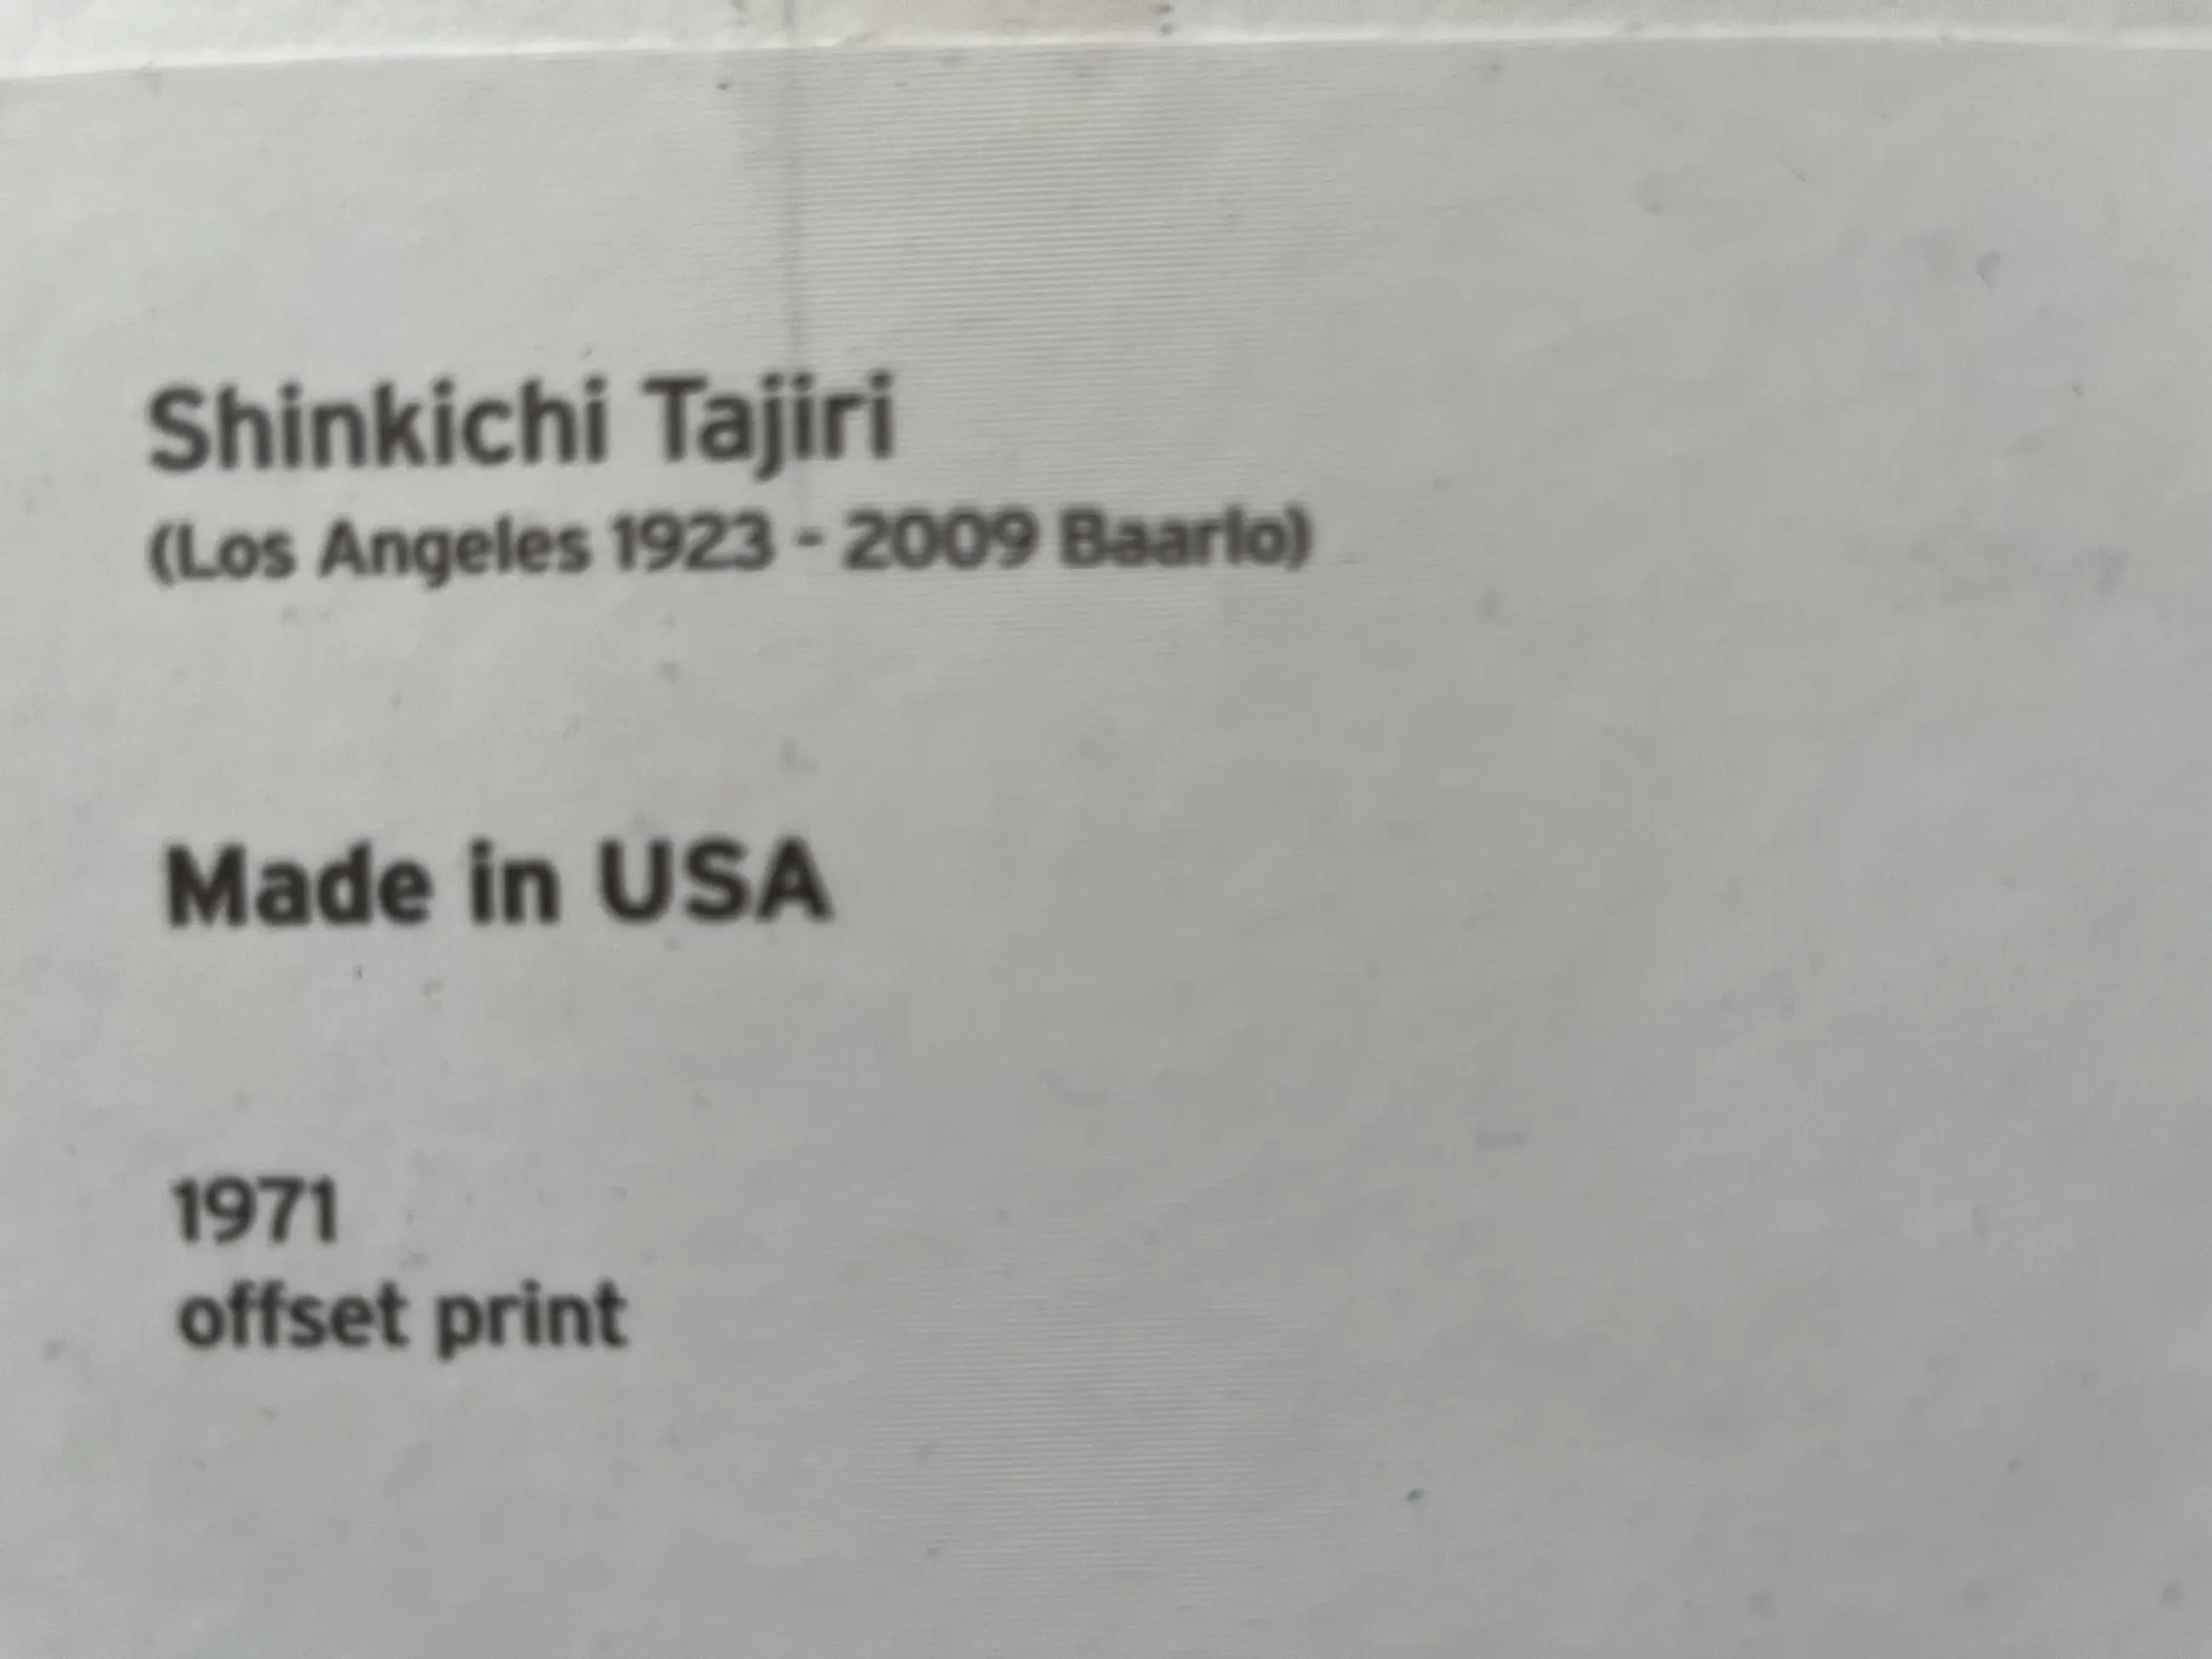 Shinkichi Tajiri
(Los Angeles 1923 - 2009 Baarlo)
Made in USA
1971
offset print